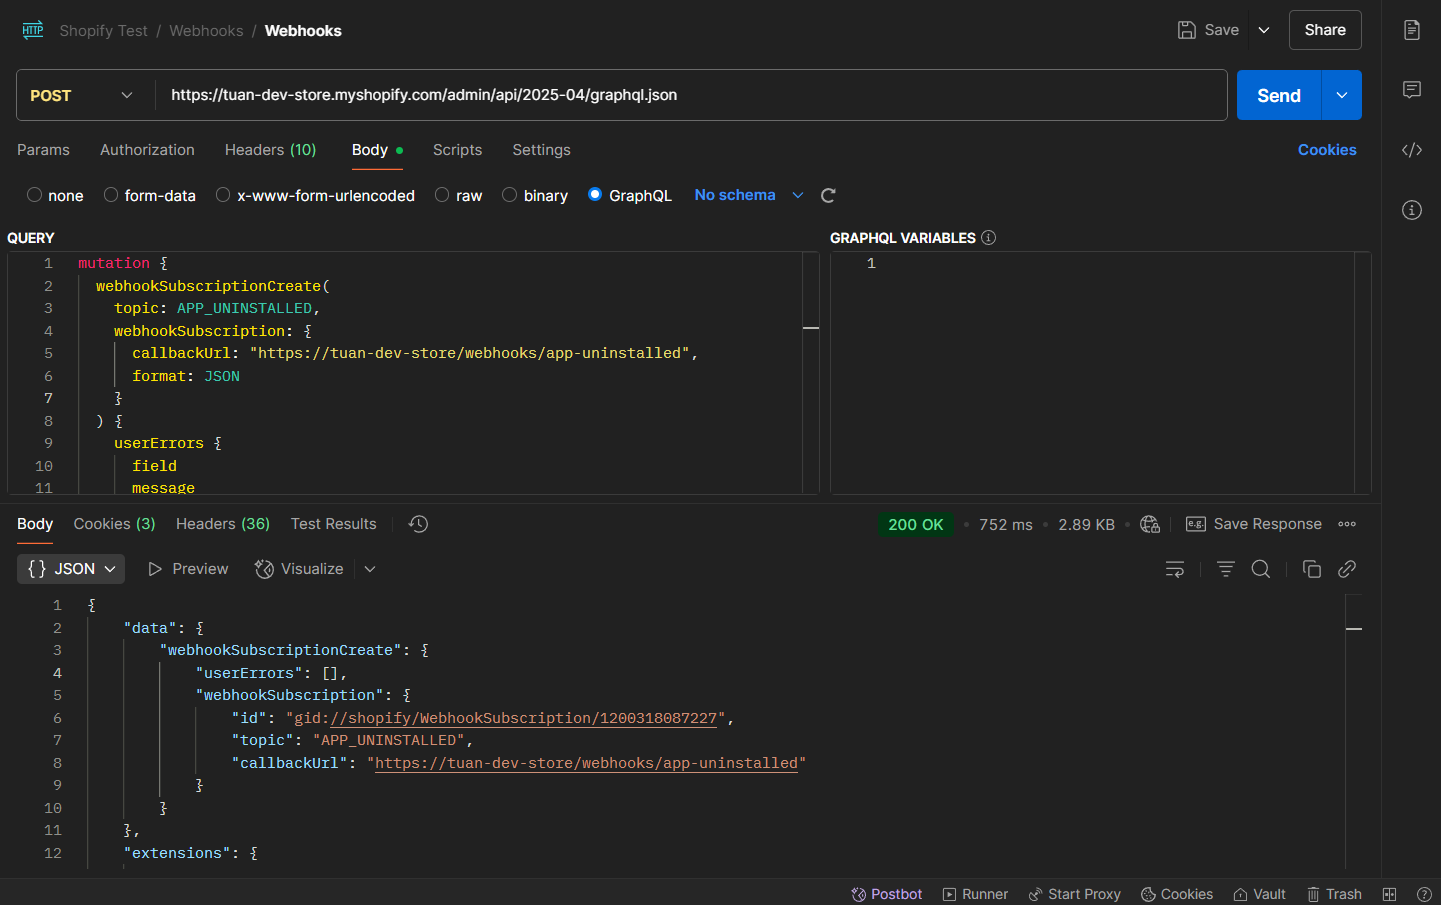 HTTP Shopify Test / Webhooks / Webhooks Save Share
POST https://tuan-dev-store.myshopify.com/admin/api/2025-04/graphql.json Send
Params Authorization Headers (10) Body Scripts Settings Cookies
none form-data x-www-form-urlencoded raw binary GraphQL No schema
QUERY GRAPHQL VARIABLES
1 mutation { 1
2 webhookSubscriptionCreate(
3 topic: APP_UNINSTALLED,
4 webhookSubscription: {
5 callbackUrl: "https://tuan-dev-store/webhooks/app-uninstalled",
6 format: JSON
7 }
8 ) {
9 userErrors {
10 field
11 message
Body Cookies (3) Headers (36) Test Results 200 OK 752 ms 2.89 KB e.g. Save Response
{} JSON Preview Visualize
1 {
2 "data": {
3 "webhookSubscriptionCreate": {
4 "userErrors": [],
5 "webhookSubscription": {
6 "id": "gid://shopify/WebhookSubscription/1200318087227",
7 "topic": "APP_UNINSTALLED",
8 "callbackUrl": "https://tuan-dev-store/webhooks/app-uninstalled"
9 }
10 }
11 },
12 "extensions": {
Postbot Runner Start Proxy Cookies Vault Trash